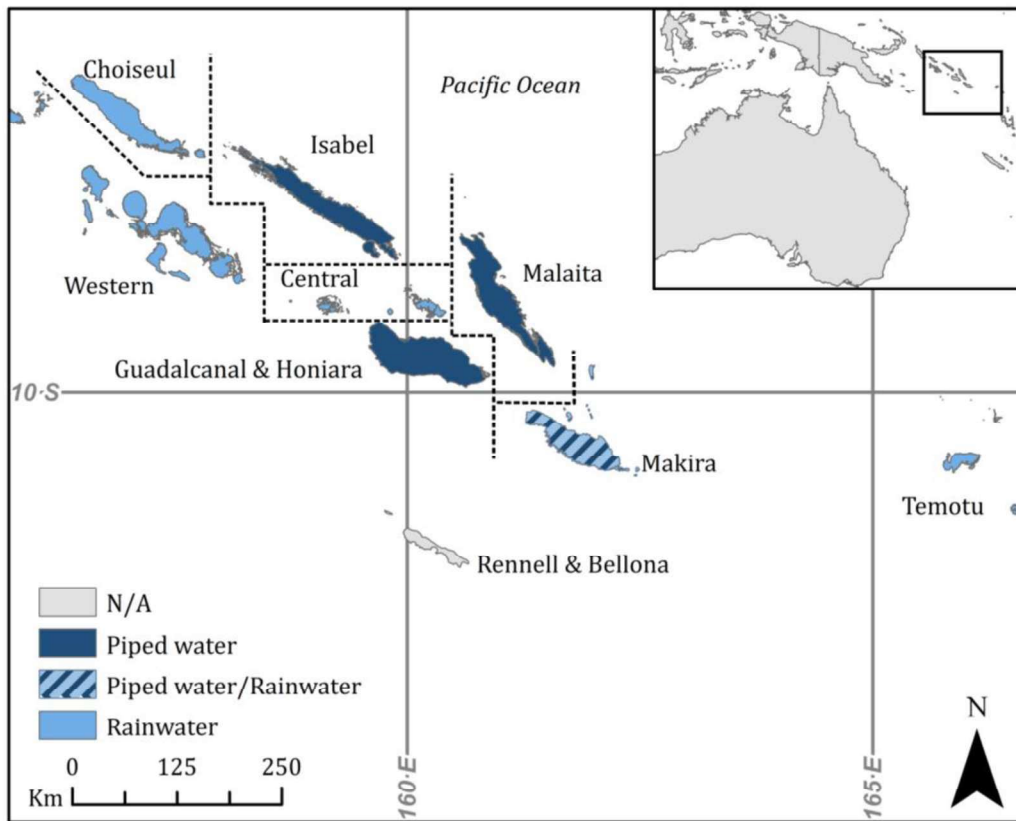 Choiseul
Pacific Ocean
Isabel
Western
Central
Malaita
Guadalcanal & Honiara
10◦S
Makira
Temotu
Rennell & Bellona
N/A
Piped water
Piped water/Rainwater
Rainwater
0 125 250
Km
160◦E
165◦E
N